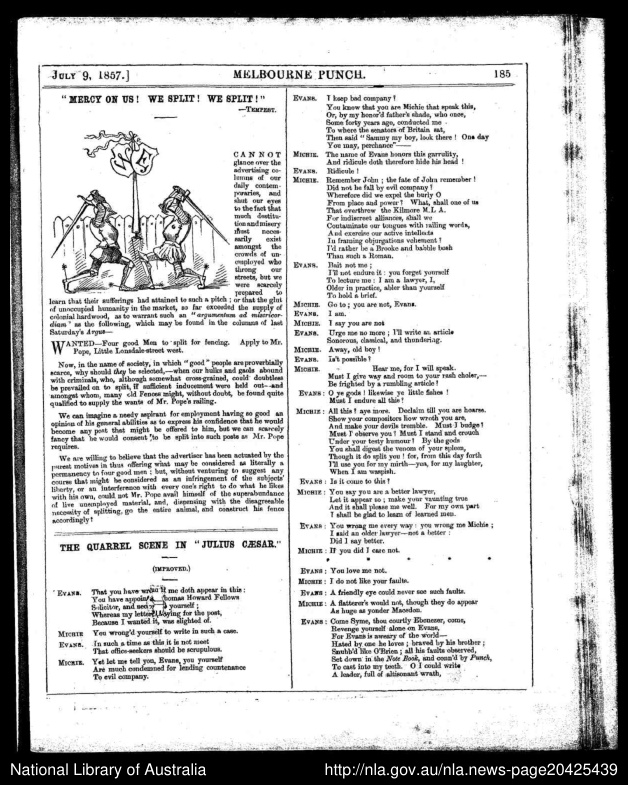 JULY 9, 1857.]
MELBOURNE PUNCH.
185
"MERCY ON US! WE SPLIT! WE SPLIT!"
—TEMPEST.
CANNOT
glance over the
advertising co-
lumns of our
daily contem-
poraries, and
shut our eyes
to the fact that
much destitu-
tion and misery
must neces-
sarily exist
amongst the
crowds of un-
employed who
throng our
streets, but we
were scarcely
prepared to
learn that their sufferings had attained to such a pitch; or that the glut
of unoccupied humanity in the market, so far exceeded the supply of
colonial hardwood, as to warrant such an "argumentum ad misericor-
diam" as the following, which may be found in the columns of last
Saturday's Argus—
WANTED—Four good Men to split for fencing. Apply to Mr.
Pope, Little Lonsdale-street west.
Now, in the name of society, in which "good" people are proverbially
scarce, why should they be selected,—when our hulks and gaols abound
with criminals, who, although somewhat cross-grained, could doubtless
be prevailed on to split, if sufficient inducement were held out—and
amongst whom, many old Fences might, without doubt, be found quite
qualified to supply the wants of Mr. Pope's railing.
We can imagine a needy aspirant for employment having so good an
opinion of his general abilities as to express his confidence that he would
become any post that might be offered to him, but we can scarcely
fancy that he would consent to be split into such posts as Mr. Pope
requires.
We are willing to believe that the advertiser has been actuated by the
purest motives in thus offering what may be considered as literally a
permanency to four good men; but, without venturing to suggest any
course that might be considered as an infringement of the subjects'
liberty, or an interference with every one's right to do what he likes
with his own, could not Mr. Pope avail himself of the superabundance
of live unemployed material, and, dispensing with the disagreeable
necessity of splitting, go the entire animal, and construct his fence
accordingly?
THE QUARREL SCENE IN "JULIUS CÆSAR."
(IMPROVED.)
EVANS. That you have me doth appear in this:
You have appoint Thomas Howard Fellows
Solicitor, and yourself;
Whereas my letter, praying for the post,
Because I wanted it, was slighted of.
MICHIE You wrong'd yourself to write in such a case.
EVANS. In such a time as this it is not meet
That office-seekers should be scrupulous.
MICHIE. Yet let me tell you, Evans, you yourself
Are much condemned for lending countenance
To evil company.
EVANS. I keep bad company!
You know that you are Michie that speak this,
Or, by my honor'd father's shade, who once,
Some forty years ago, conducted me
To where the senators of Britain sat,
Then said "Sammy my boy, look there! One day
You may, perchance"——
MICHIE. The name of Evans honors this garrulity,
And ridicule doth therefore hide his head!
EVANS. Ridicule!
MICHIE. Remember John; the fate of John remember!
Did not he fall by evil company?
Wherefore did we expel the burly O
From place and power? What, shall one of us
That overthrew the Kilmore M.L.A.
For indiscreet alliances, shall we
Contaminate our tongues with railing words,
And exercise our active intellects
In framing objurgations vehement?
I'd rather be a Brooke and babble bosh
Than such a Roman.
EVANS. Bait not me;
I'll not endure it: you forget yourself
To lecture me: I am a lawyer, I,
Older in practice, abler than yourself
To hold a brief.
MICHIE. Go to; you are not, Evans.
EVANS. I am.
MICHIE. I say you are not
EVANS. Urge me no more; I'll write an article
Sonorous, classical, and thundering.
MICHIE. Away, old boy!
EVANS. Is't possible?
MICHIE. Hear me, for I will speak.
Must I give way and room to your rash choler,—
Be frighted by a rumbling article?
EVANS: O ye gods! likewise ye little fishes!
Must I endure all this?
MICHIE: All this! aye more. Declaim till you are hoarse.
Show your compositors how wroth you are,
And make your devils tremble. Must I budge?
Must I observe you? Must I stand and crouch
Under your testy humour? By the gods
You shall digest the venom of your spleen,
Though it do split you! for, from this day forth
I'll use you for my mirth—yea, for my laughter,
When I am waspish.
EVANS: Is it come to this?
MICHIE: You say you are a better lawyer,
Let it appear so; make your vaunting true
And it shall please me well. For my own part
I shall be glad to learn of learned men.
EVANS: You wrong me every way: you wrong me Michie;
I said an older lawyer—not a better:
Did I say better.
MICHIE: If you did I care not.
* * * * *
EVANS: You love me not.
MICHIE: I do not like your faults.
EVANS: A friendly eye could never see such faults.
MICHIE: A flatterer's would not, though they do appear
As huge as yonder Macedon.
EVANS: Come Syme, thou courtly Ebenezer, come,
Revenge yourself alone on Evans,
For Evans is aweary of the world—
Hated by one he loves; braved by his brother;
Snubb'd like O'Brien; all his faults observed,
Set down in the Note Book, and conn'd by Punch,
To cast into my teeth. O I could write
A leader, full of altisonant wrath,
National Library of Australia
http://nla.gov.au/nla.news-page20425439